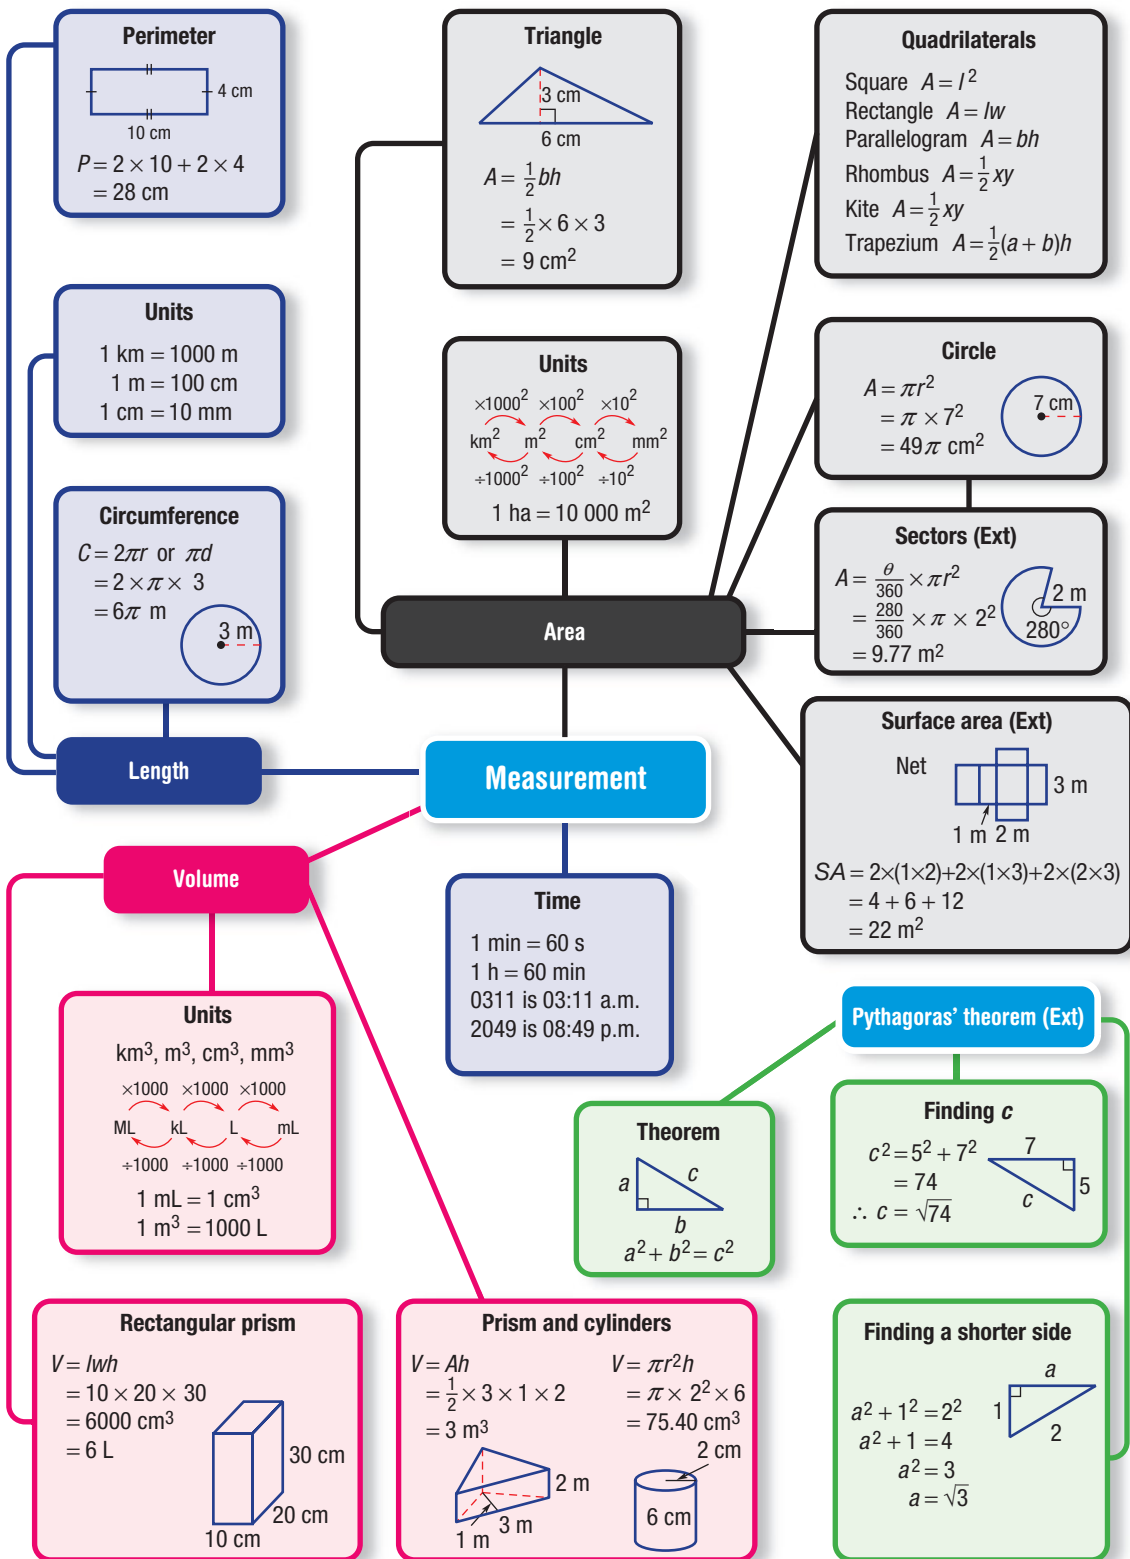 Perimeter
4 cm
10 cm
P = 2 × 10 + 2 × 4
= 28 cm
Units
1 km = 1000 m
1 m = 100 cm
1 cm = 10 mm
Circumference
C = 2πr or πd
= 2 × π × 3
= 6π m
3 m
Length
Triangle
3 cm
6 cm
A = 1/2 bh
= 1/2 × 6 × 3
= 9 cm²
Units
×1000² ×100² ×10²
km² m² cm² mm²
÷1000² ÷100² ÷10²
1 ha = 10 000 m²
Area
Quadrilaterals
Square A = l²
Rectangle A = lw
Parallelogram A = bh
Rhombus A = 1/2 xy
Kite A = 1/2 xy
Trapezium A = 1/2 (a + b)h
Circle
A = πr²
= π × 7²
= 49π cm²
7 cm
Sectors (Ext)
A = θ/360 × πr²
= 280/360 × π × 2²
= 9.77 m²
2 m
280°
Surface area (Ext)
Net
3 m
1 m 2 m
SA = 2×(1×2)+2×(1×3)+2×(2×3)
= 4 + 6 + 12
= 22 m²
Measurement
Volume
Time
1 min = 60 s
1 h = 60 min
0311 is 03:11 a.m.
2049 is 08:49 p.m.
Units
km³, m³, cm³, mm³
×1000 ×1000 ×1000
ML kL L mL
÷1000 ÷1000 ÷1000
1 mL = 1 cm³
1 m³ = 1000 L
Pythagoras' theorem (Ext)
Theorem
a
c
b
a² + b² = c²
Finding c
c² = 5² + 7²
= 74
∴ c = √74
7
5
c
Rectangular prism
V = lwh
= 10 × 20 × 30
= 6000 cm³
= 6 L
30 cm
20 cm
10 cm
Prism and cylinders
V = Ah
= 1/2 × 3 × 1 × 2
= 3 m³
2 m
3 m
1 m
V = πr²h
= π × 2² × 6
= 75.40 cm³
2 cm
6 cm
Finding a shorter side
a
1
2
a² + 1² = 2²
a² + 1 = 4
a² = 3
a = √3